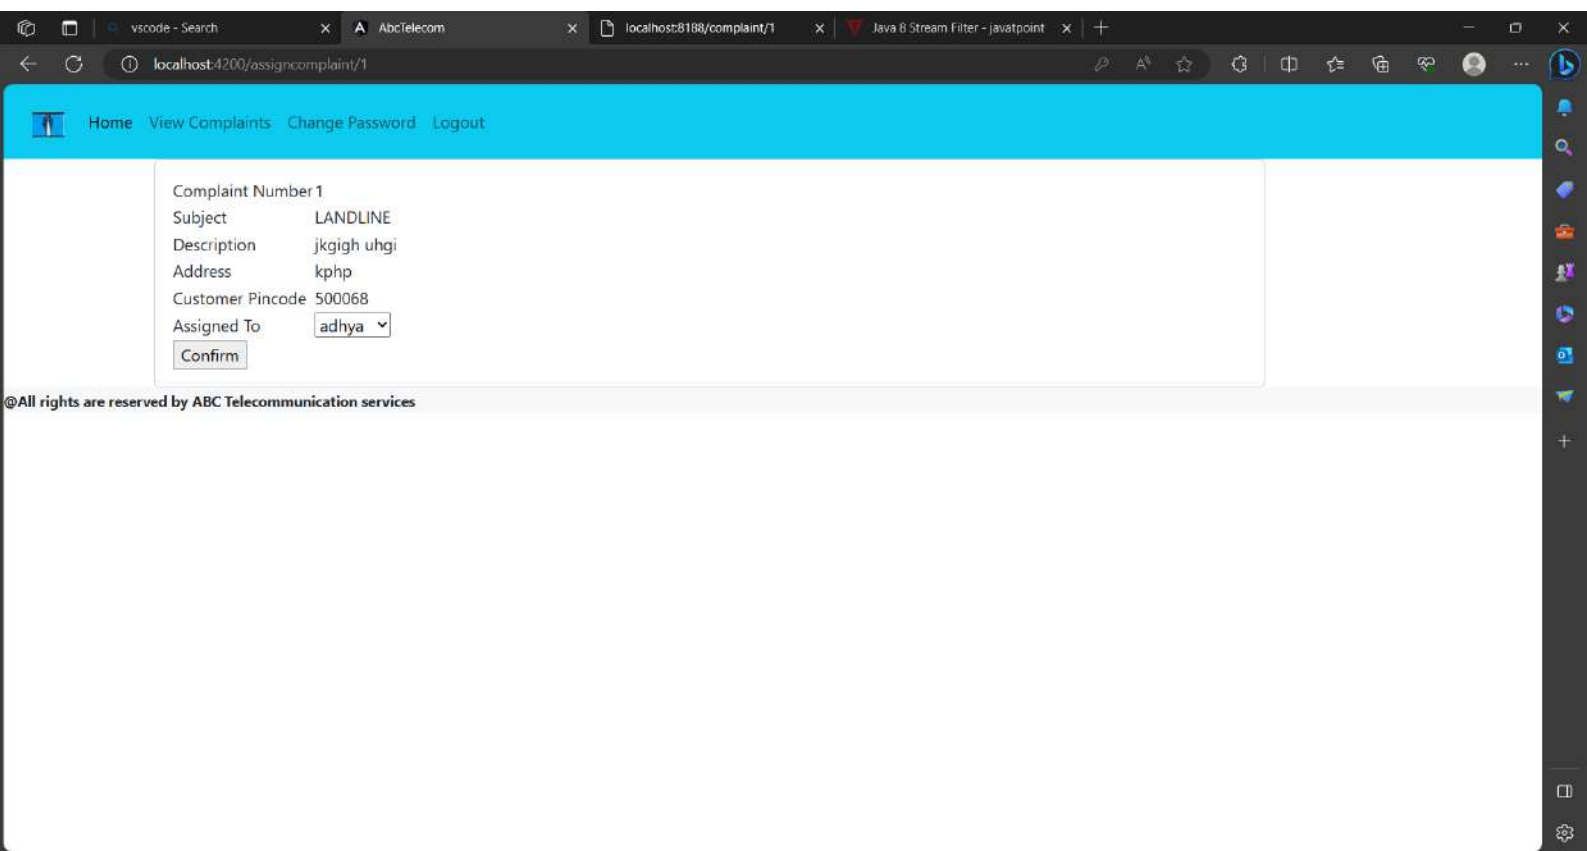 vscode - Search
AbcTelecom
localhost:8188/complaint/1
Java 8 Stream Filter - javatpoint
localhost:4200/assigncomplaint/1
Home View Complaints Change Password Logout
Complaint Number 1
Subject LANDLINE
Description jkgigh uhgi
Address kphp
Customer Pincode 500068
Assigned To adhya
Confirm
@All rights are reserved by ABC Telecommunication services